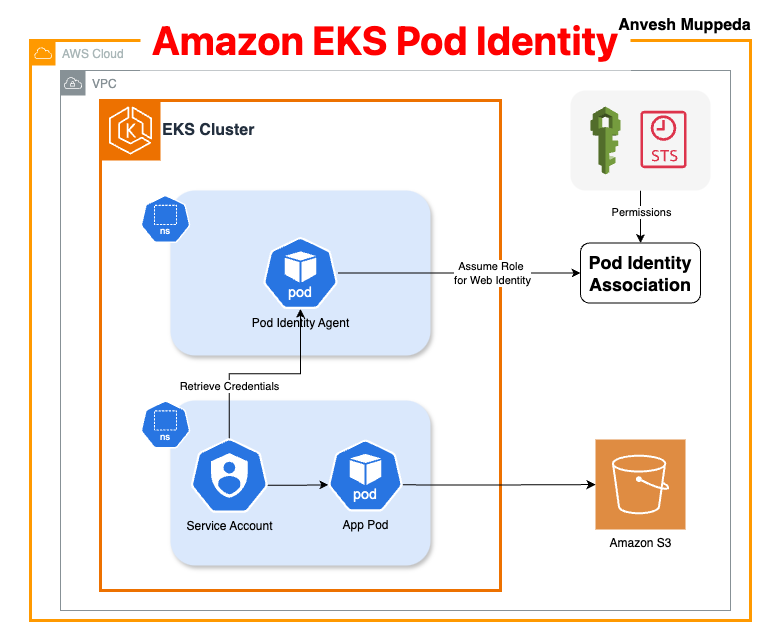 Anvesh Muppeda
Amazon EKS Pod Identity
AWS Cloud
VPC
EKS Cluster
STS
Permissions
ns
pod
Pod Identity Agent
Assume Role
for Web Identity
Pod Identity
Association
Retrieve Credentials
ns
Service Account
pod
App Pod
Amazon S3